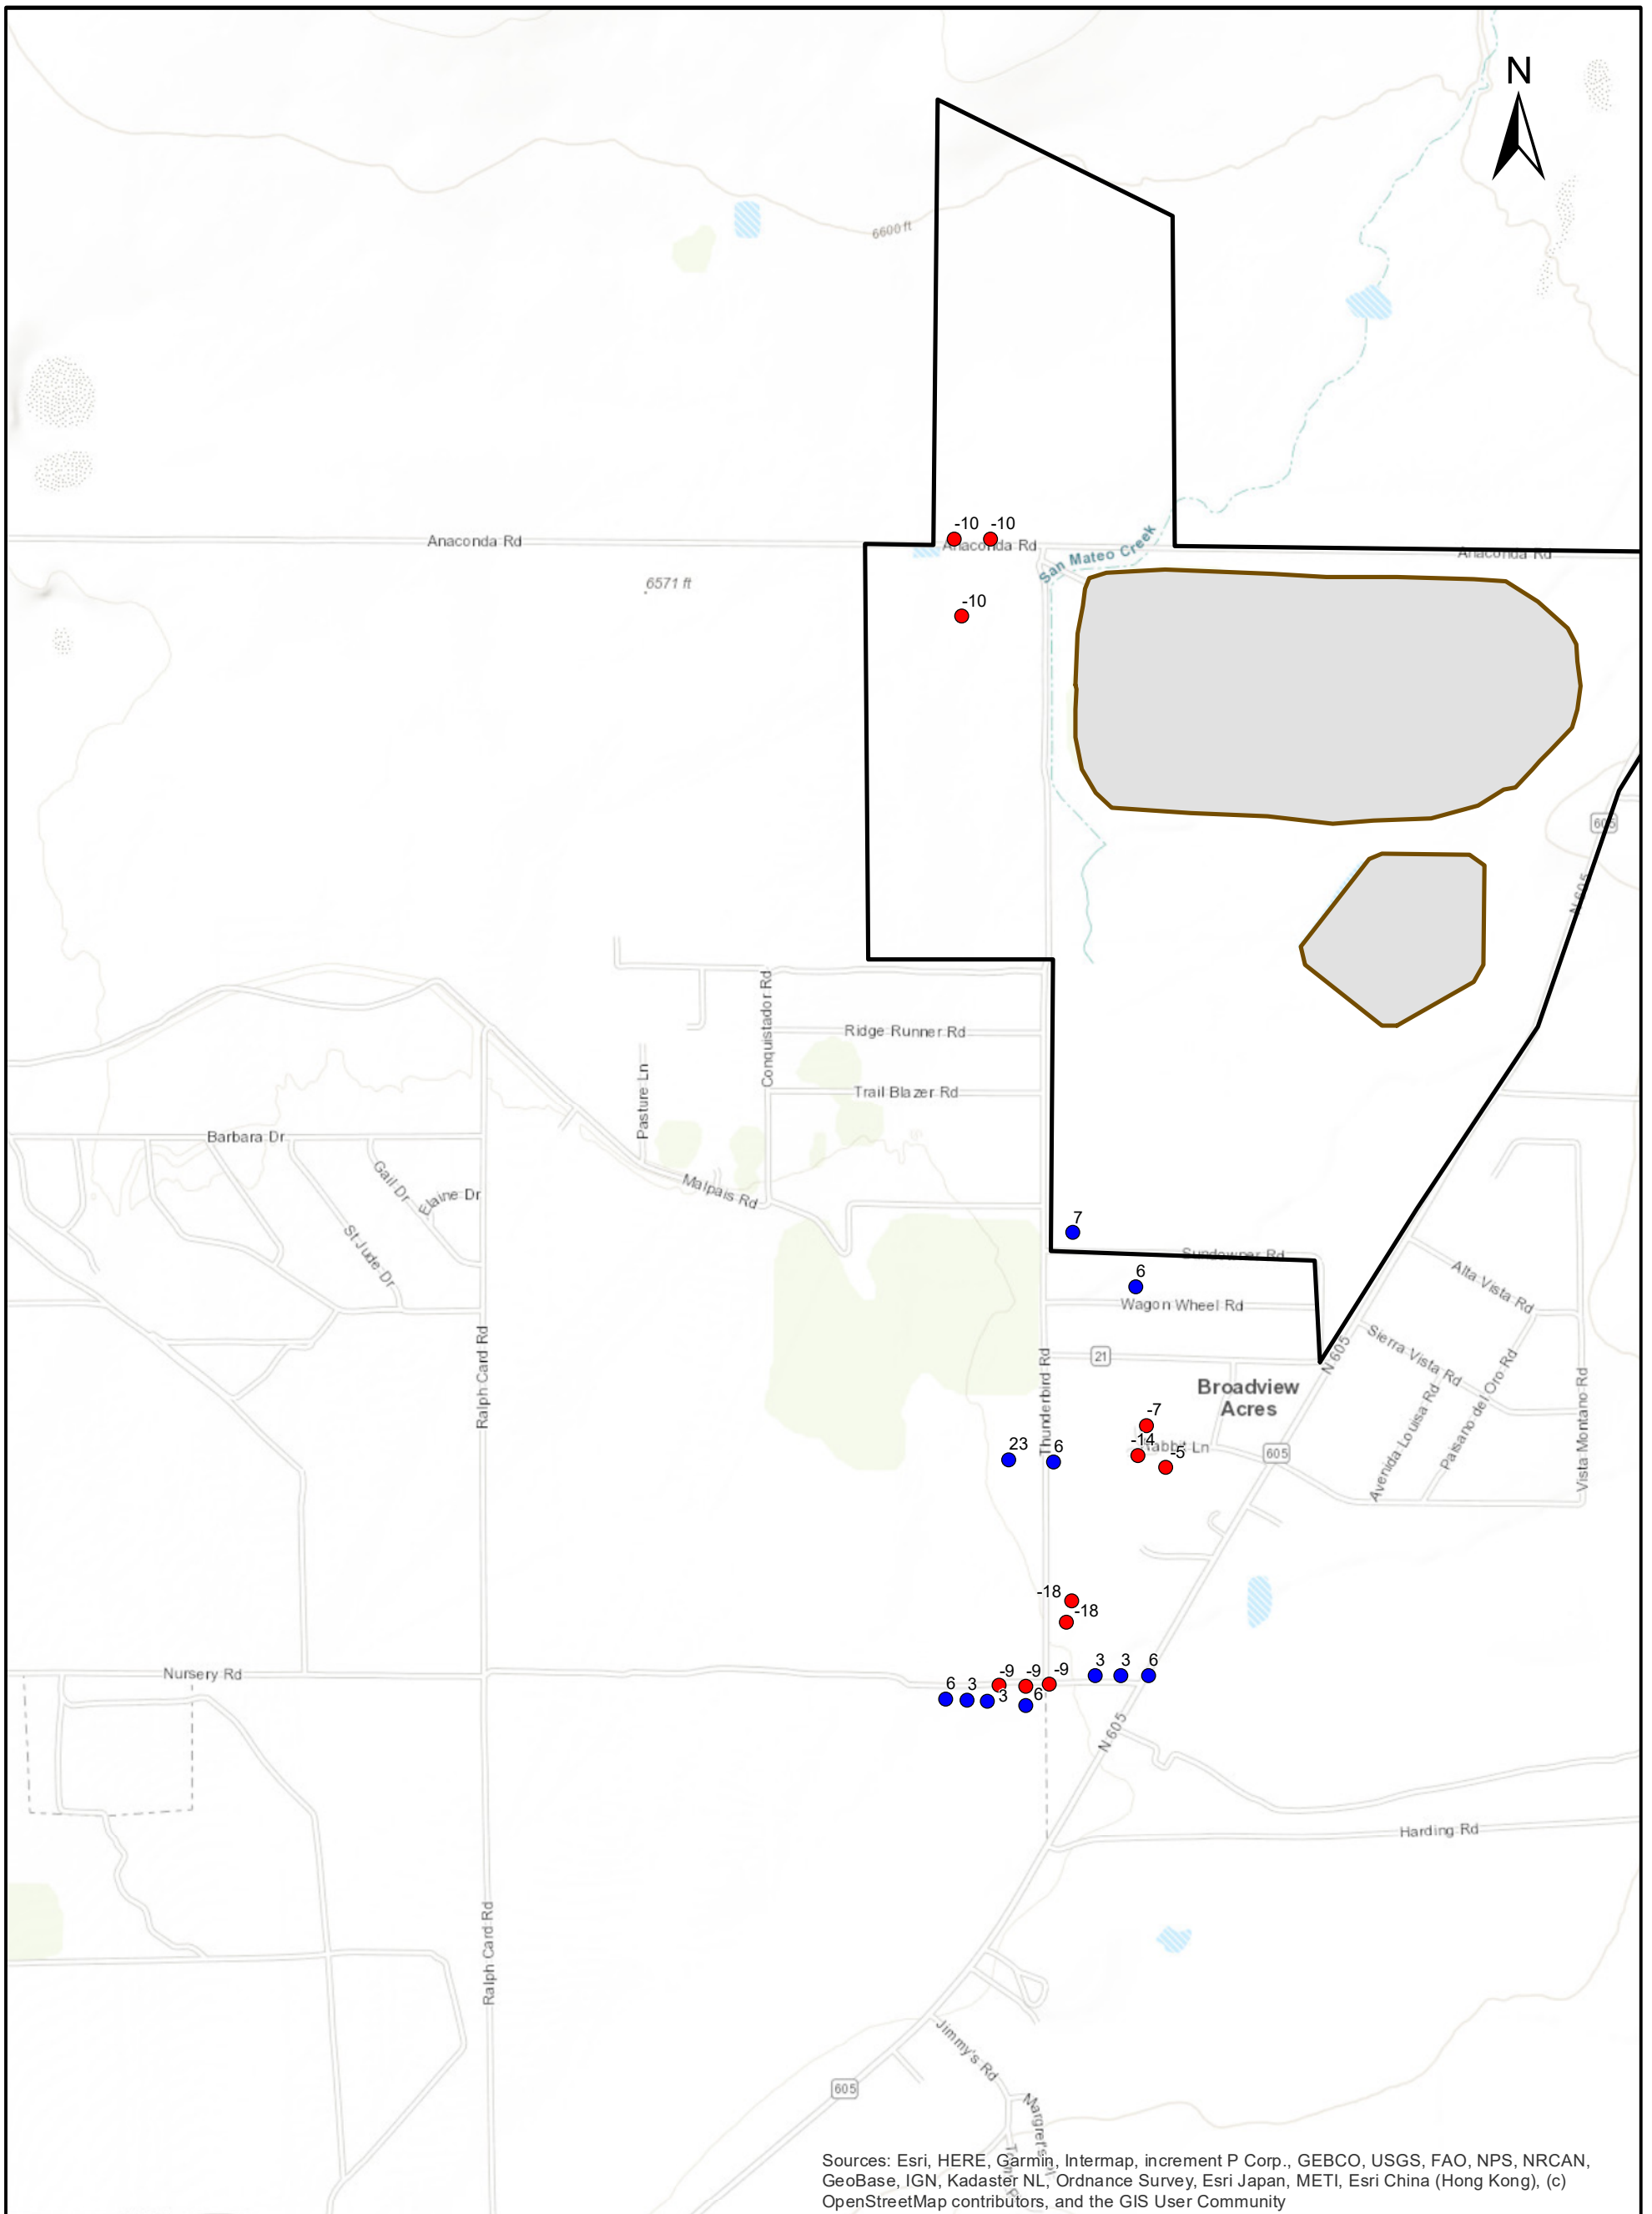 N
6600 ft
-10 -10
Anaconda Rd
Anaconda Rd
Anaconda Rd
San Mateo Creek
6571 ft
-10
605
N 605
Conquistador Rd
Ridge Runner Rd
Pasture Ln
Trail Blazer Rd
Barbara Dr
Gail Dr
Elaine Dr
Malpais Rd
St Jude Dr
7
Sundowner Rd
6
Wagon Wheel Rd
Alta Vista Rd
Sierra Vista Rd
N 605
21
Ralph Card Rd
Thunderbird Rd
Broadview
Acres
Paisano del Oro Rd
Avenida Louisa Rd
Vista Montano Rd
-7
-14
Rabbit Ln
-5
23
6
605
-18
-18
Nursery Rd
3 3 6
-9 -9 -9
6 3 3 6
N 605
Harding Rd
Ralph Card Rd
Jimmy's Rd
605
Sources: Esri, HERE, Garmin, Intermap, increment P Corp., GEBCO, USGS, FAO, NPS, NRCAN,
GeoBase, IGN, Kadaster NL, Ordnance Survey, Esri Japan, METI, Esri China (Hong Kong), (c)
OpenStreetMap contributors, and the GIS User Community